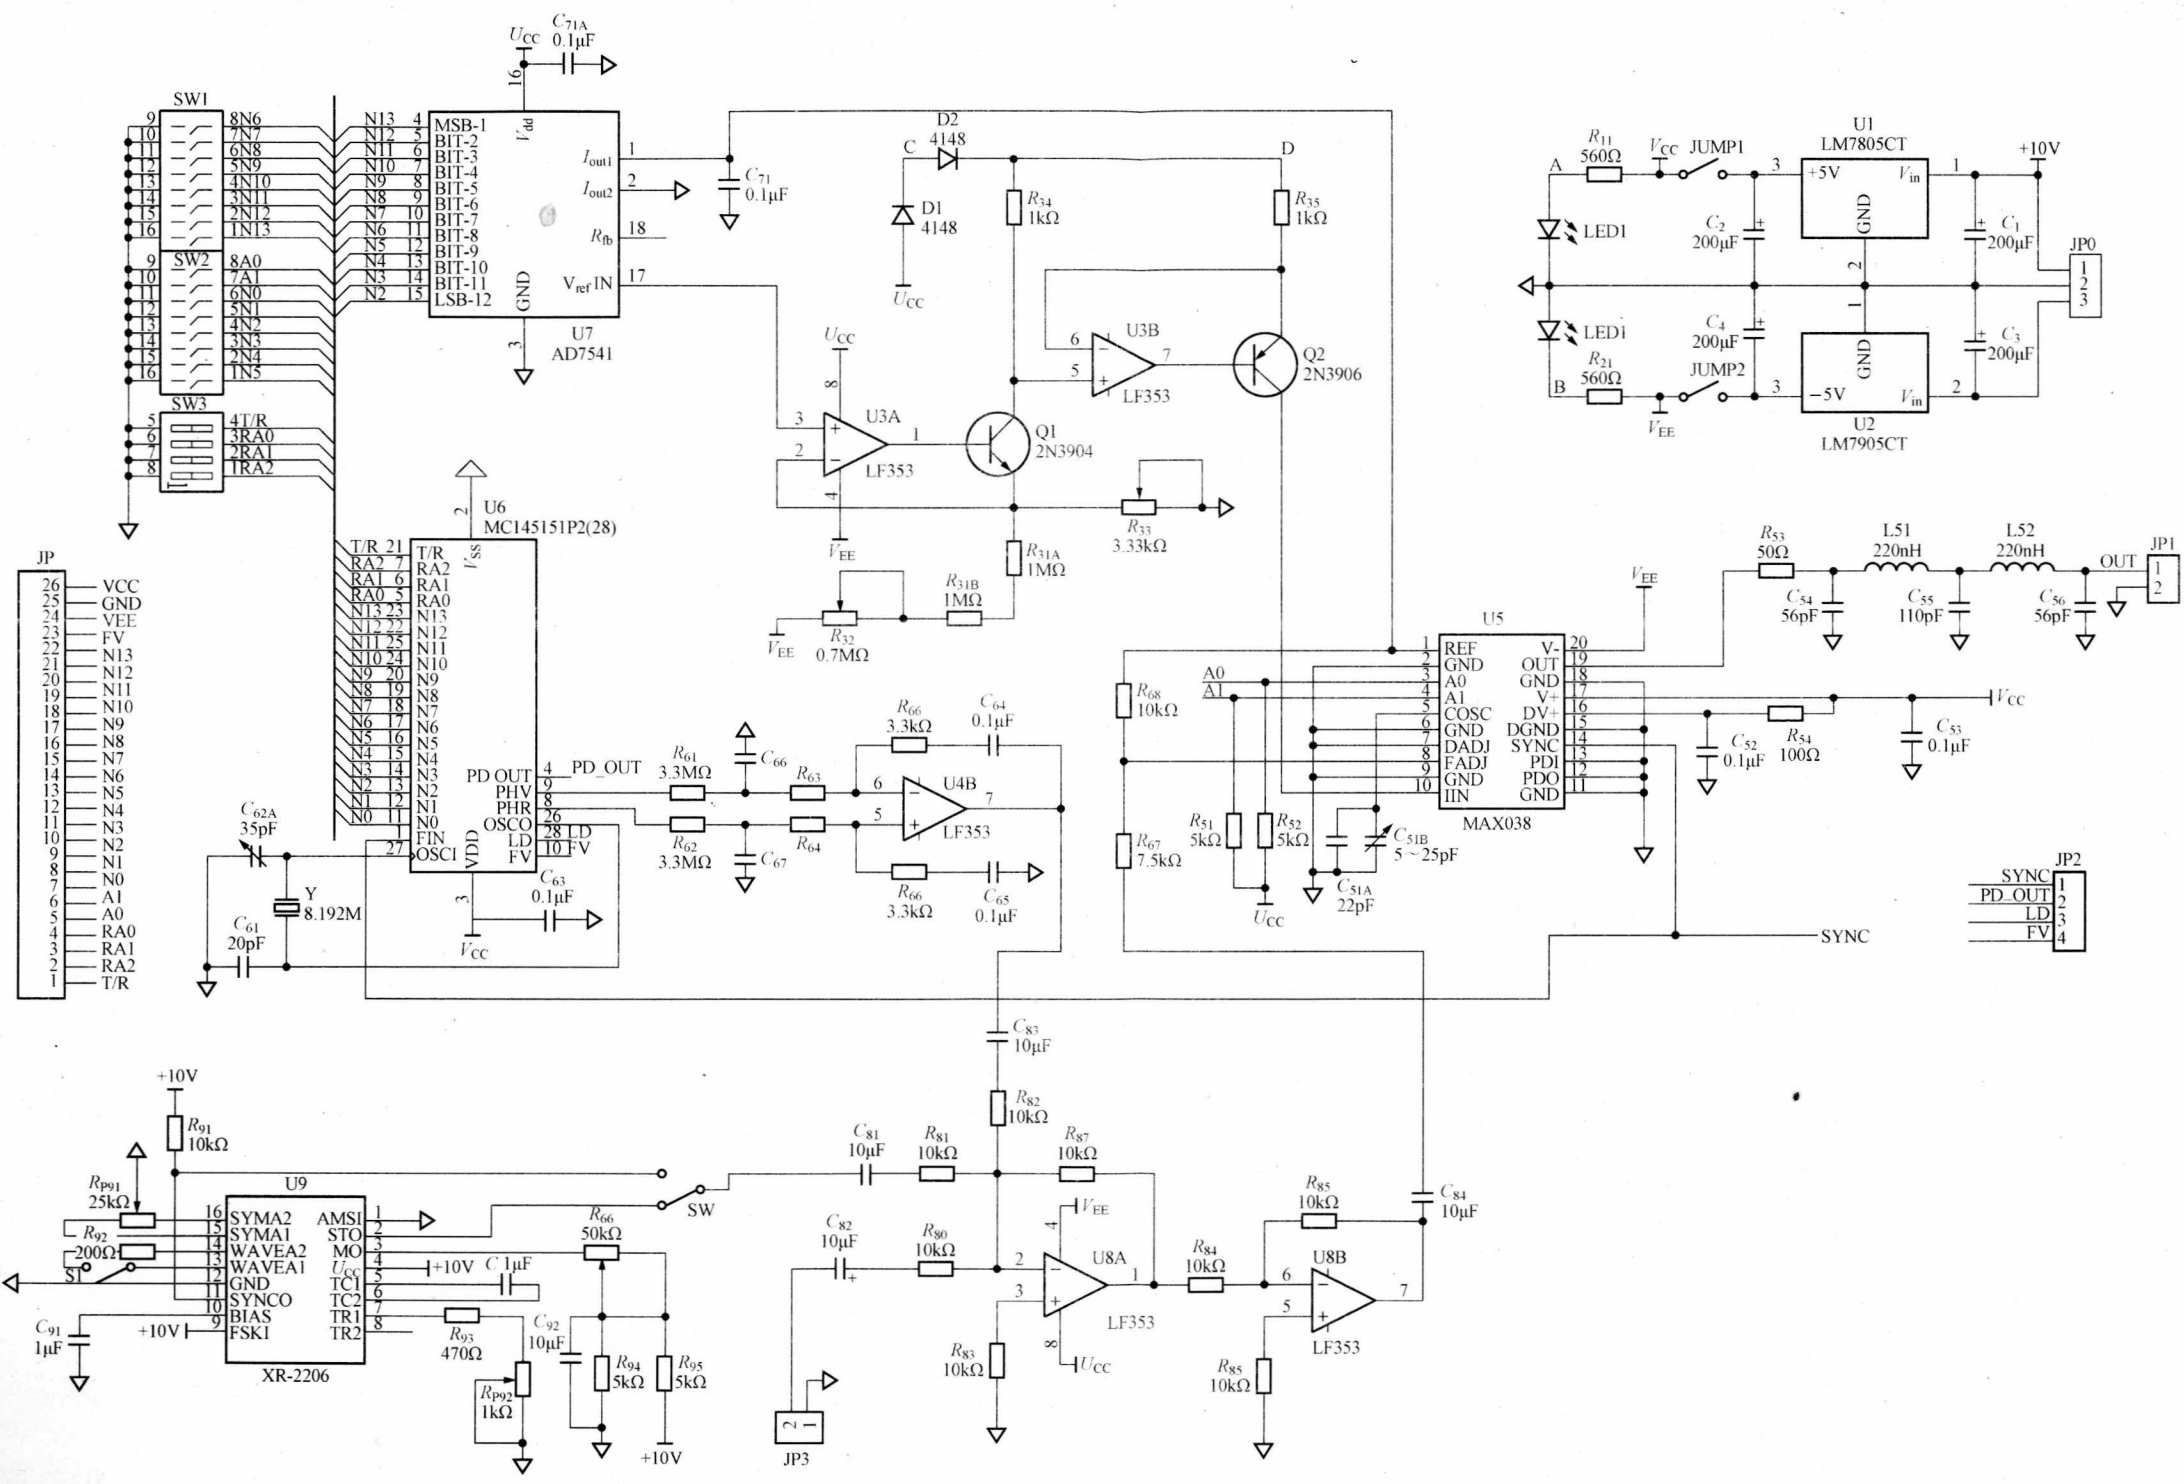 C71A
0.1μF
UCC
16
SW1
9 8N6
10 7N7
11 6N8
12 5N9
13 4N10
14 3N11
15 2N12
16 1N13
SW2
9 8A0
10 7A1
11 6N0
12 5N1
13 4N2
14 3N3
15 2N4
16 1N5
SW3
5 4T/R
6 3RA0
7 2RA1
8 1RA2
1
N13 4 MSB-1
N12 5 BIT-2
N11 6 BIT-3
N10 7 BIT-4
N9 8 BIT-5
N8 9 BIT-6
N7 10 BIT-7
N6 11 BIT-8
N5 12 BIT-9
N4 13 BIT-10
N3 14 BIT-11
N2 15 LSB-12
Vdd
Iout1 1
Iout2 2
Rfb 18
Vref IN 17
GND
3
U7
AD7541
C71
0.1μF
D2
4148
C
D
D1
4148
UCC
R34
1kΩ
R35
1kΩ
UCC
8
3 +
2 −
1
4
VEE
U3A
LF353
Q1
2N3904
U3B
6 −
5 +
7
LF353
Q2
2N3906
R33
3.33kΩ
R31A
1MΩ
R31B
1MΩ
R32
0.7MΩ
VEE
R11
560Ω
A
VCC
JUMP1
U1
LM7805CT
3 +5V
Vin 1
GND
2
+10V
LED1
C2
200μF
C1
200μF
JP0
1
2
3
LED1
C4
200μF
C3
200μF
R21
560Ω
B
VEE
JUMP2
1
GND
3 −5V
Vin 2
U2
LM7905CT
JP
26 VCC
25 GND
24 VEE
23 FV
22 N13
21 N12
20 N11
19 N10
18 N9
17 N8
16 N7
15 N6
14 N5
13 N4
12 N3
11 N2
10 N1
9 N0
8 A1
7 A0
6 RA0
5 RA1
4 RA2
3 T/R
2
1
2
U6
MC145151P2(28)
VSS
T/R 21 T/R
RA2 7 RA2
RA1 6 RA1
RA0 5 RA0
N13 23 N13
N12 22 N12
N11 25 N11
N10 24 N10
N9 20 N9
N8 19 N8
N7 18 N7
N6 17 N6
N5 16 N5
N4 15 N4
N3 14 N3
N2 13 N2
N1 12 N1
N0 11 N0
1 FIN
27 OSCI
PD OUT 4 PD_OUT
PHV 9
PHR 8
OSCO 26
LD 28 LD
FV 10 FV
VDD
3
VCC
C62A
35pF
Y
8.192M
C61
20pF
C63
0.1μF
R61
3.3MΩ
C66
R63
R62
3.3MΩ
C67
R64
R66
3.3kΩ
C64
0.1μF
6 −
5 +
7
U4B
LF353
R66
3.3kΩ
C65
0.1μF
R68
10kΩ
R67
7.5kΩ
A0
A1
R51
5kΩ
R52
5kΩ
UCC
C51A
22pF
C51B
5～25pF
U5
1 REF
2 GND
3 A0
4 A1
5 COSC
6 GND
7 DADJ
8 FADJ
9 GND
10 IIN
V- 20
OUT 19
GND 18
V+ 17
DV+ 16
DGND 15
SYNC 4
PDI 3
PDO 12
GND 11
MAX038
VEE
R53
50Ω
L51
220nH
L52
220nH
C54
56pF
C55
110pF
C56
56pF
OUT
JP1
1
2
VCC
R54
100Ω
C52
0.1μF
C53
0.1μF
SYNC
JP2
SYNC 1
PD_OUT 2
LD 3
FV 4
C83
10μF
R82
10kΩ
+10V
R91
10kΩ
RP91
25kΩ
R92
200Ω
S1
U9
16 SYMA2
15 SYMA1
14 WAVEA2
13 WAVEA1
12 GND
11 SYNCO
10 BIAS
9 FSKI
AMSI 1
STO 2
MO 3
UCC 4 +10V
TC1 5
TC2 6
TR1 7
TR2 8
XR-2206
+10V
C91
1μF
C 1μF
SW
R66
50kΩ
R93
470Ω
RP92
1kΩ
C92
10μF
R94
5kΩ
R95
5kΩ
+10V
C81
10μF
R81
10kΩ
R87
10kΩ
C82
10μF
+
R80
10kΩ
VEE
4
2 −
3 +
1
8
UCC
U8A
LF353
R83
10kΩ
2 1
JP3
R84
10kΩ
R85
10kΩ
C84
10μF
U8B
6 −
5 +
7
LF353
R85
10kΩ